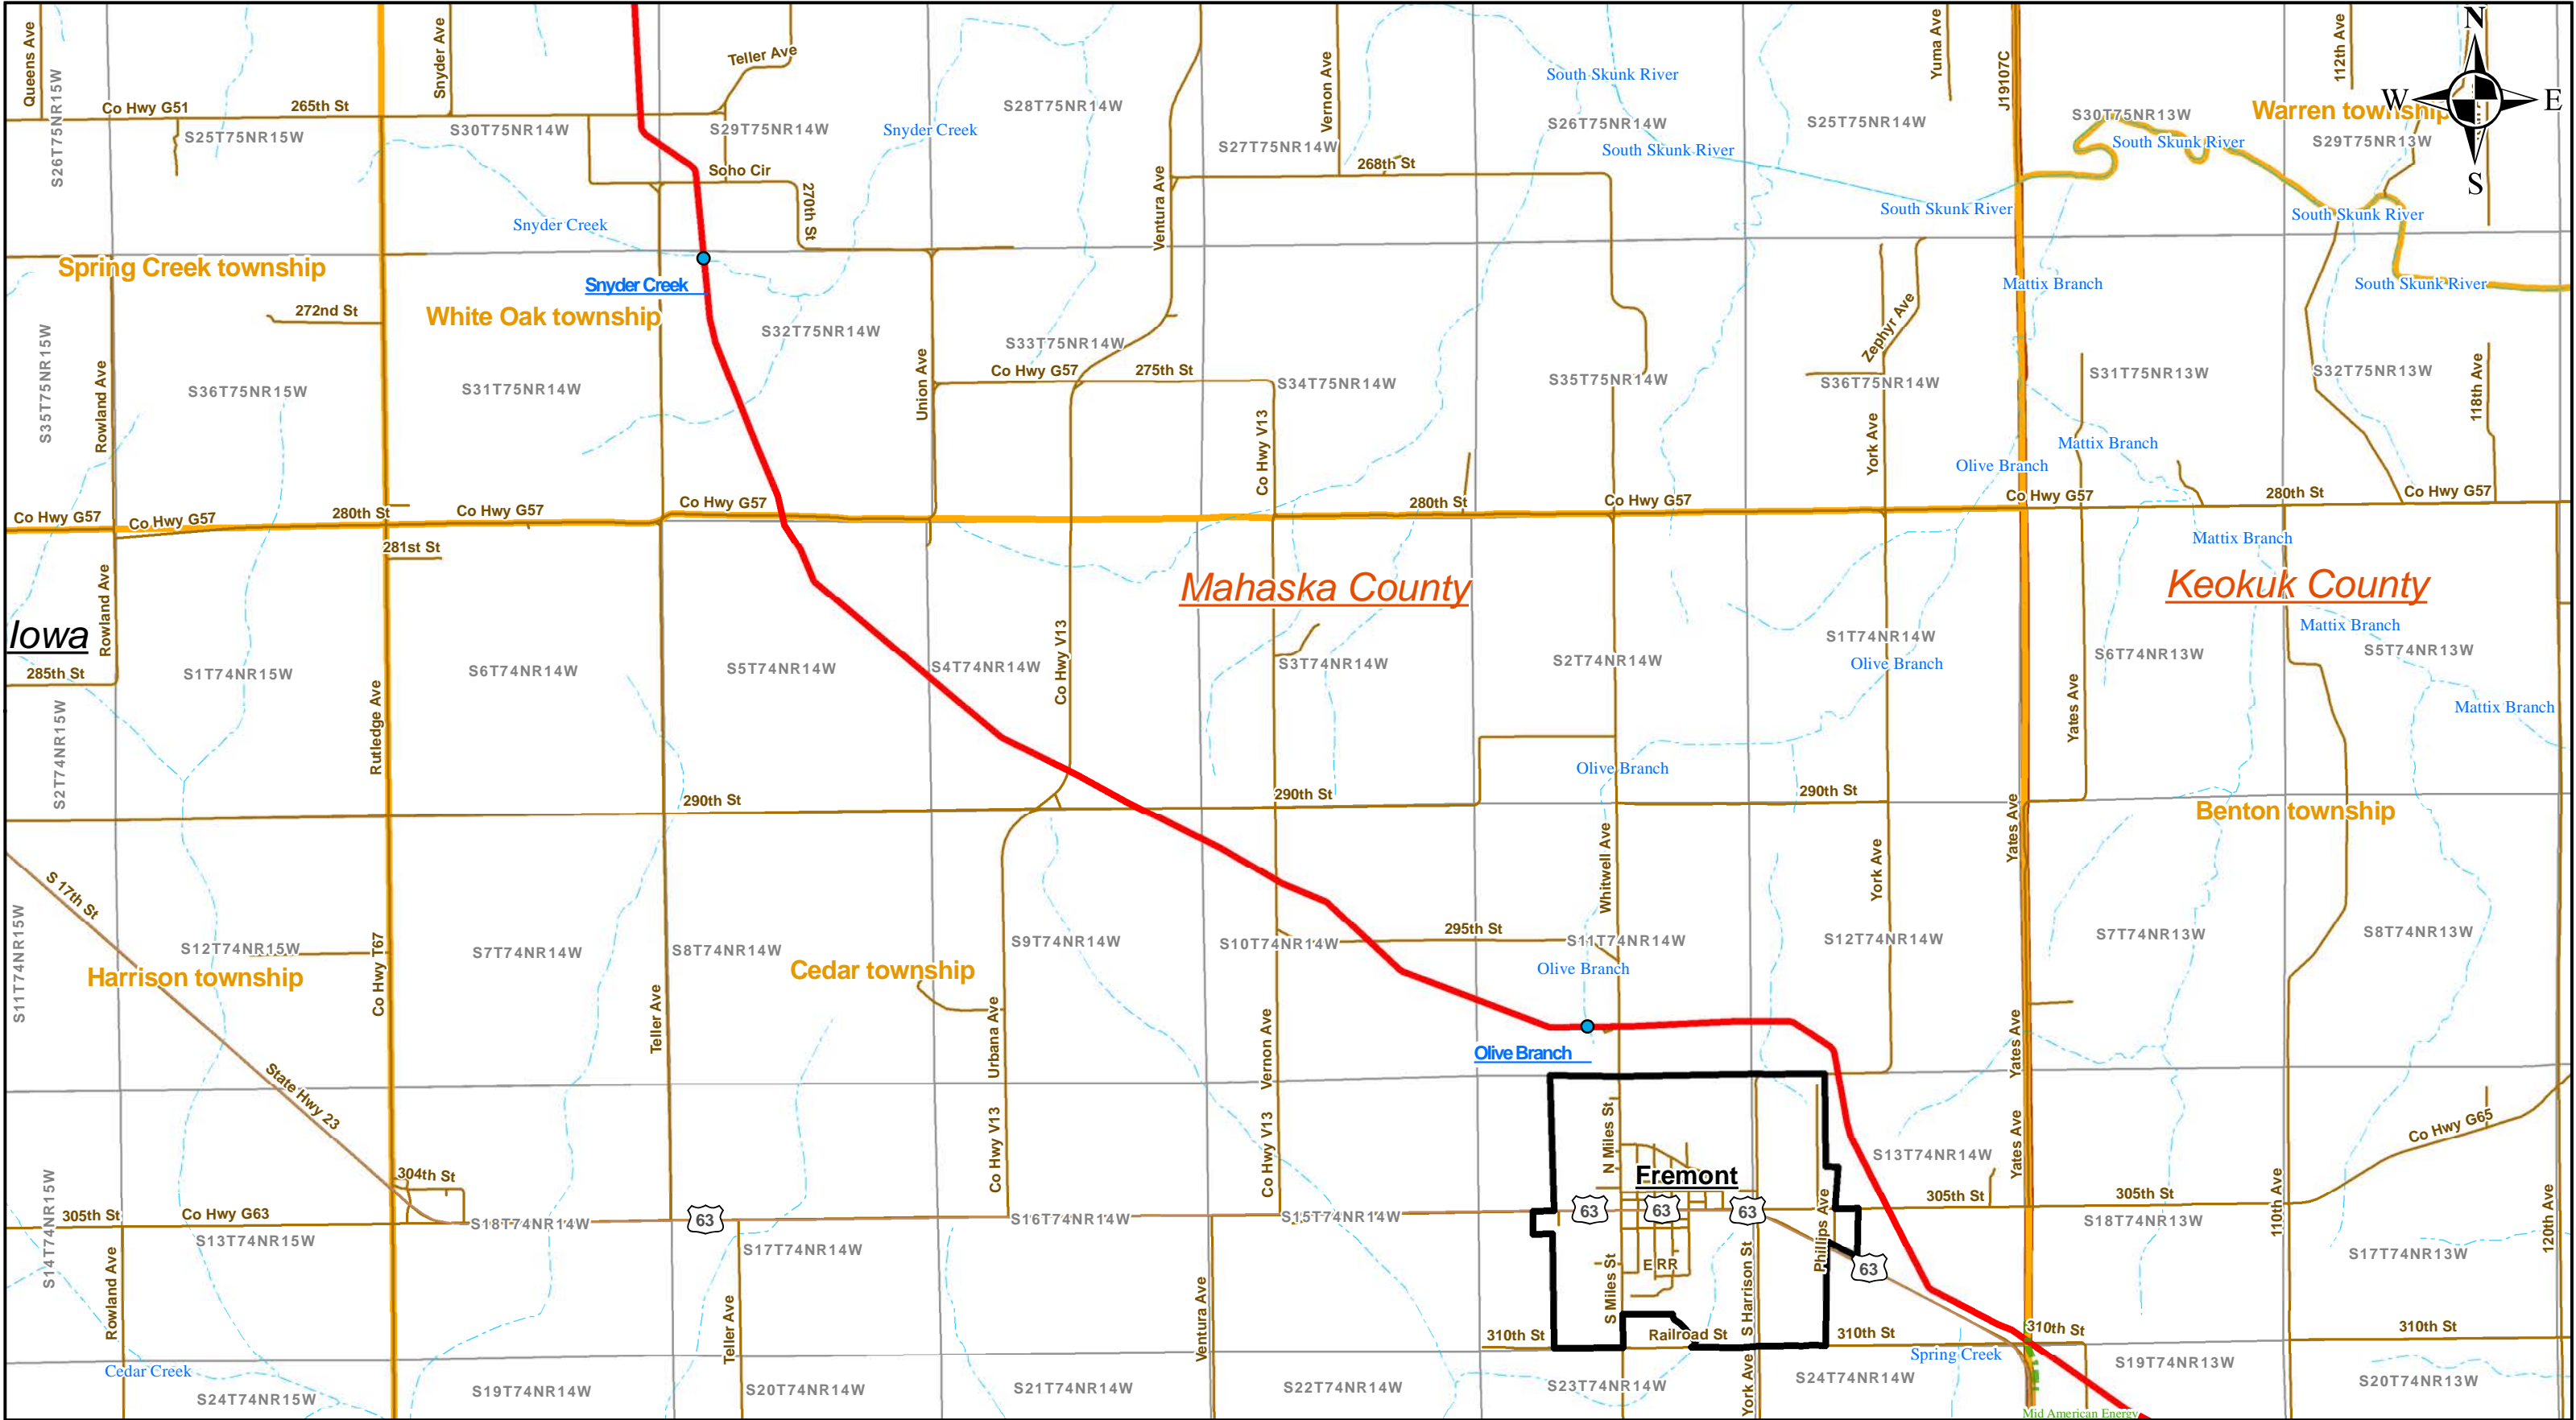 Queens Ave
Snyder Ave
Teller Ave
Vernon Ave
Yuma Ave
J19107C
112th Ave
N
W
E
S
Co Hwy G51
265th St
S26T75NR15W
S25T75NR15W
S30T75NR14W
S29T75NR14W
Snyder Creek
S28T75NR14W
S27T75NR14W
South Skunk River
S26T75NR14W
South Skunk River
S25T75NR14W
S30T75NR13W
South Skunk River
Warren township
S29T75NR13W
Soho Cir
270th St
Ventura Ave
268th St
South Skunk River
South Skunk River
Snyder Creek
Spring Creek township
Snyder Creek
White Oak township
272nd St
S32T75NR14W
S33T75NR14W
Mattix Branch
South Skunk River
Zephyr Ave
S35T75NR15W
Rowland Ave
S36T75NR15W
S31T75NR14W
Union Ave
Co Hwy G57
275th St
S34T75NR14W
S35T75NR14W
S36T75NR14W
S31T75NR13W
S32T75NR13W
118th Ave
Co Hwy V13
York Ave
Mattix Branch
Olive Branch
Co Hwy G57
Co Hwy G57
280th St
Co Hwy G57
Co Hwy G57
280th St
Co Hwy G57
Co Hwy G57
280th St
Co Hwy G57
281st St
Mattix Branch
Mahaska County
Keokuk County
Iowa
Rowland Ave
285th St
S1T74NR15W
S6T74NR14W
S5T74NR14W
S4T74NR14W
Co Hwy V13
S3T74NR14W
S2T74NR14W
S1T74NR14W
Olive Branch
S6T74NR13W
Mattix Branch
S5T74NR13W
Mattix Branch
S2T74NR15W
Rutledge Ave
Yates Ave
Olive Branch
290th St
290th St
290th St
Yates Ave
Benton township
S 17th St
Whitwell Ave
York Ave
S11T74NR15W
S12T74NR15W
Harrison township
Co Hwy T67
S7T74NR14W
S8T74NR14W
Cedar township
S9T74NR14W
S10T74NR14W
295th St
S11T74NR14W
Olive Branch
S12T74NR14W
S7T74NR13W
S8T74NR13W
Teller Ave
Urbana Ave
Vernon Ave
Olive Branch
Yates Ave
State Hwy 23
Co Hwy V13
Co Hwy V13
N Miles St
Fremont
S13T74NR14W
Yates Ave
Co Hwy G65
S14T74NR15W
304th St
305th St
Co Hwy G63
S13T74NR15W
S18T74NR14W
63
S17T74NR14W
S16T74NR14W
S15T74NR14W
63
63
63
Phillips Ave
305th St
305th St
S18T74NR13W
110th Ave
S17T74NR13W
120th Ave
E RR
63
Rowland Ave
Teller Ave
Ventura Ave
S Miles St
S Harrison St
310th St
Railroad St
310th St
310th St
310th St
Spring Creek
Cedar Creek
S24T74NR15W
S19T74NR14W
S20T74NR14W
S21T74NR14W
S22T74NR14W
S23T74NR14W
York Ave
S24T74NR14W
S19T74NR13W
S20T74NR13W
Mid American Energy